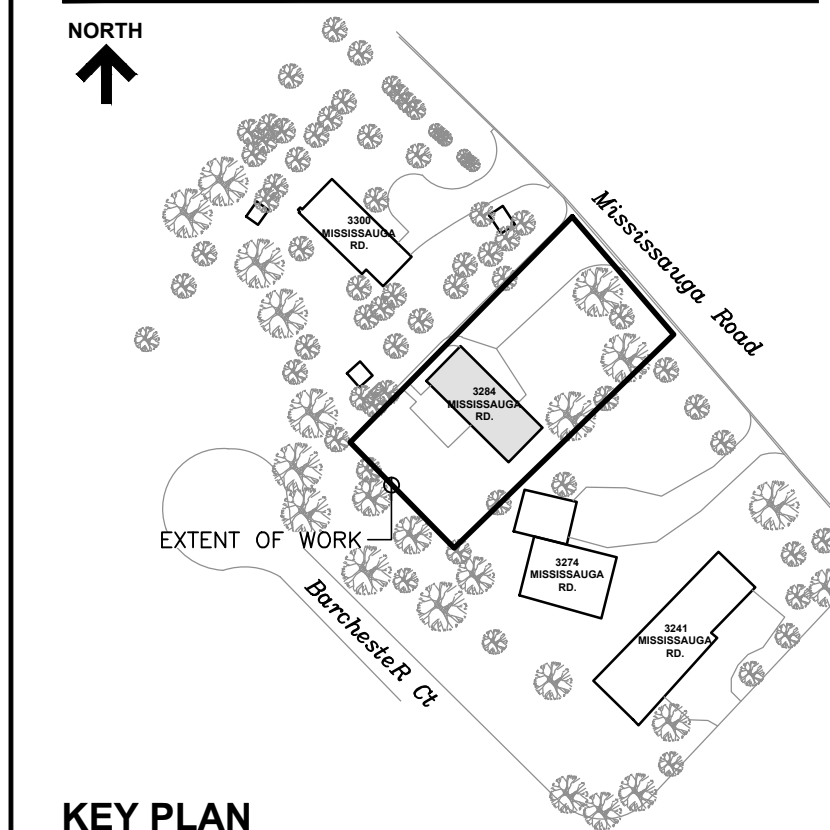 NORTH
Mississauga Road
3300
MISSISSAUGA
RD.
3284
MISSISSAUGA
RD.
EXTENT OF WORK
3274
MISSISSAUGA
RD.
3241
MISSISSAUGA
RD.
BarchesteR Ct
KEY PLAN